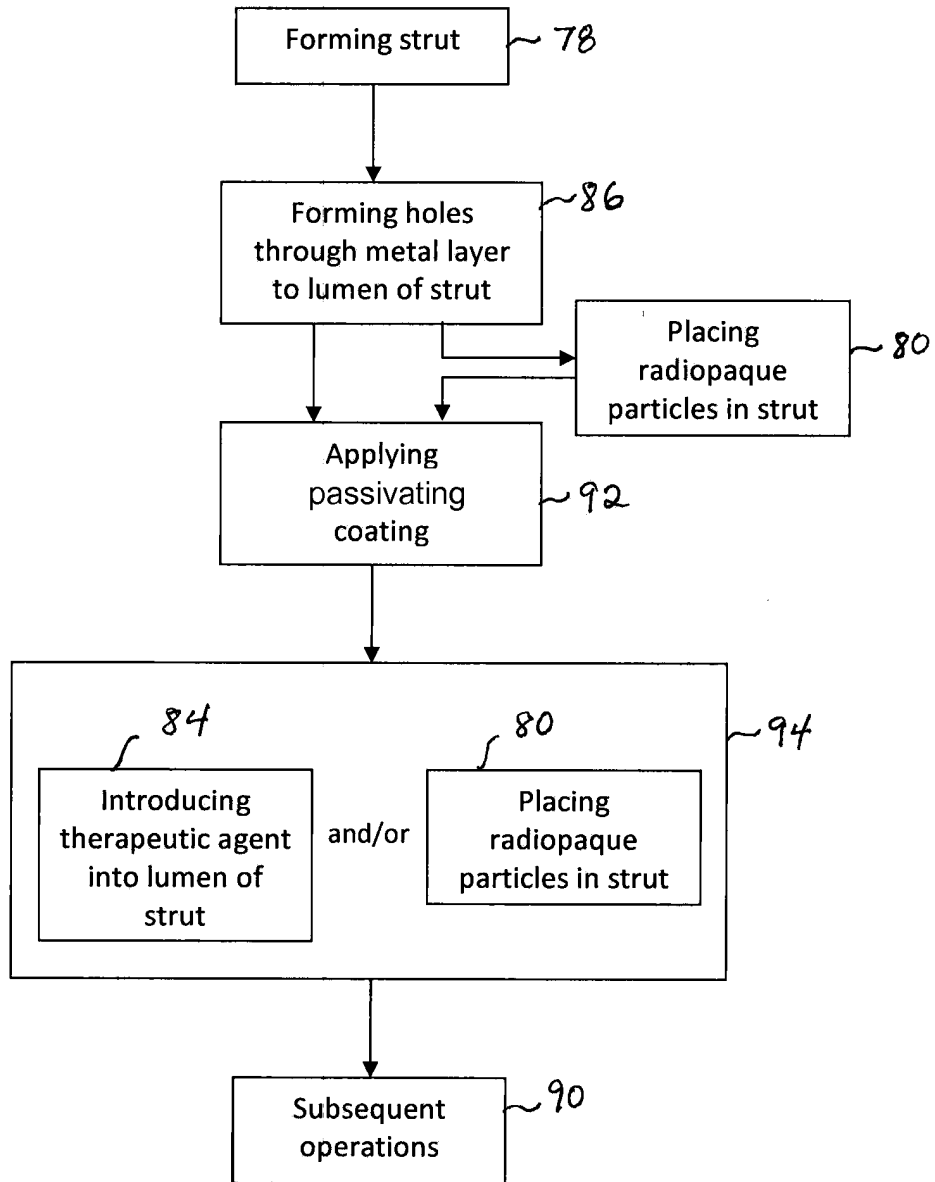 Forming strut
78
Forming holes
through metal layer
to lumen of strut
86
Placing
radiopaque
particles in strut
80
Applying
passivating
coating
92
94
84
Introducing
therapeutic agent
into lumen of
strut
and/or
80
Placing
radiopaque
particles in strut
Subsequent
operations
90